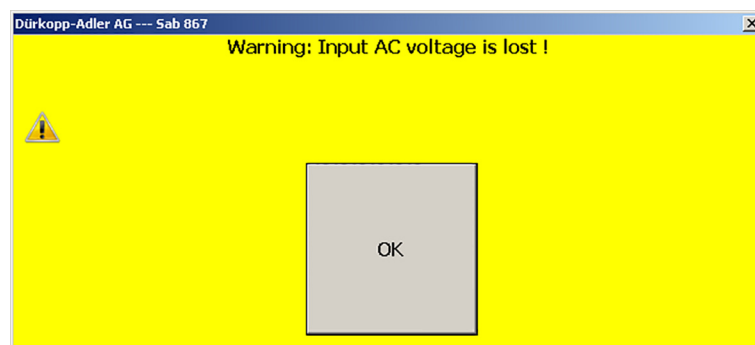 Dürkopp-Adler AG --- Sab 867
Warning: Input AC voltage is lost !
OK